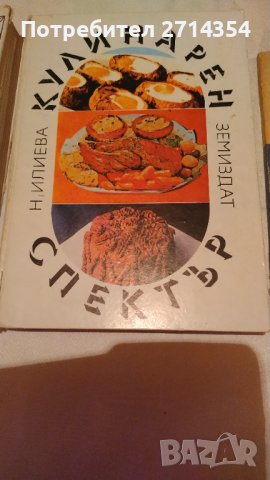 Потребител 2714354
КУЛИНАРЕН
Н. ИЛИЕВА
ЗЕМИЗДАТ
СПЕКТЪР
BAZAR